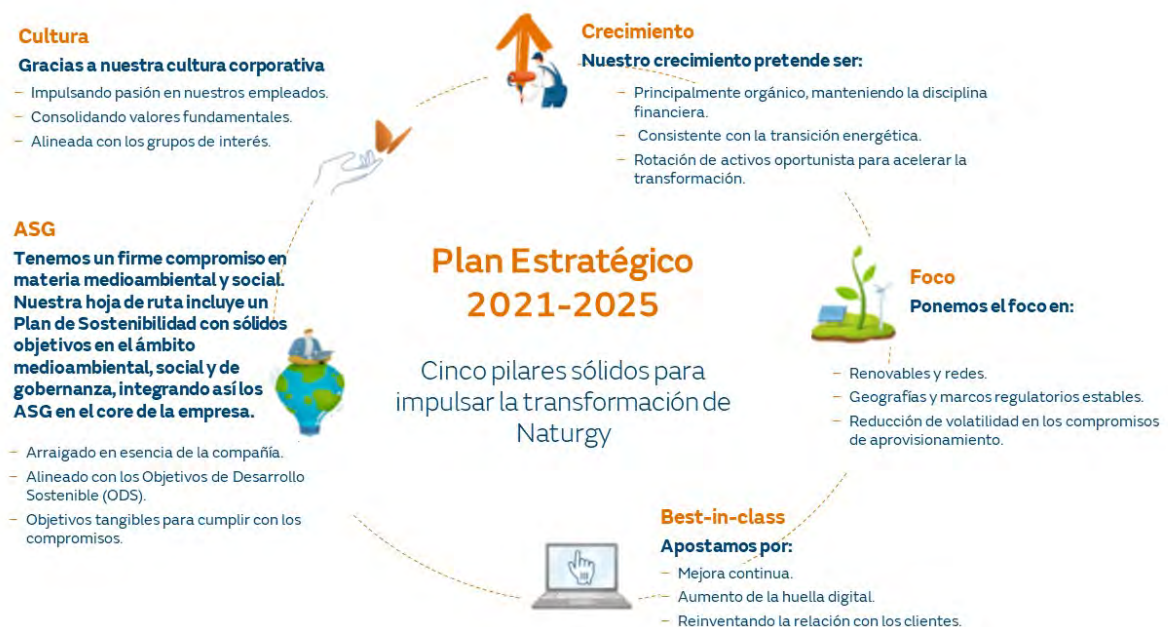 Cultura
Gracias a nuestra cultura corporativa
– Impulsando pasión en nuestros empleados.
– Consolidando valores fundamentales.
– Alineada con los grupos de interés.
Crecimiento
Nuestro crecimiento pretende ser:
– Principalmente orgánico, manteniendo la disciplina
financiera.
– Consistente con la transición energética.
– Rotación de activos oportunista para acelerar la
transformación.
ASG
Tenemos un firme compromiso en
materia medioambiental y social.
Nuestra hoja de ruta incluye un
Plan de Sostenibilidad con sólidos
objetivos en el ámbito
medioambiental, social y de
gobernanza, integrando así los
ASG en el core de la empresa.
– Arraigado en esencia de la compañía.
– Alineado con los Objetivos de Desarrollo
Sostenible (ODS).
– Objetivos tangibles para cumplir con los
compromisos.
Plan Estratégico
2021-2025
Cinco pilares sólidos para
impulsar la transformación de
Naturgy
Foco
Ponemos el foco en:
– Renovables y redes.
– Geografías y marcos regulatorios estables.
– Reducción de volatilidad en los compromisos
de aprovisionamiento.
Best-in-class
Apostamos por:
– Mejora continua.
– Aumento de la huella digital.
– Reinventando la relación con los clientes.